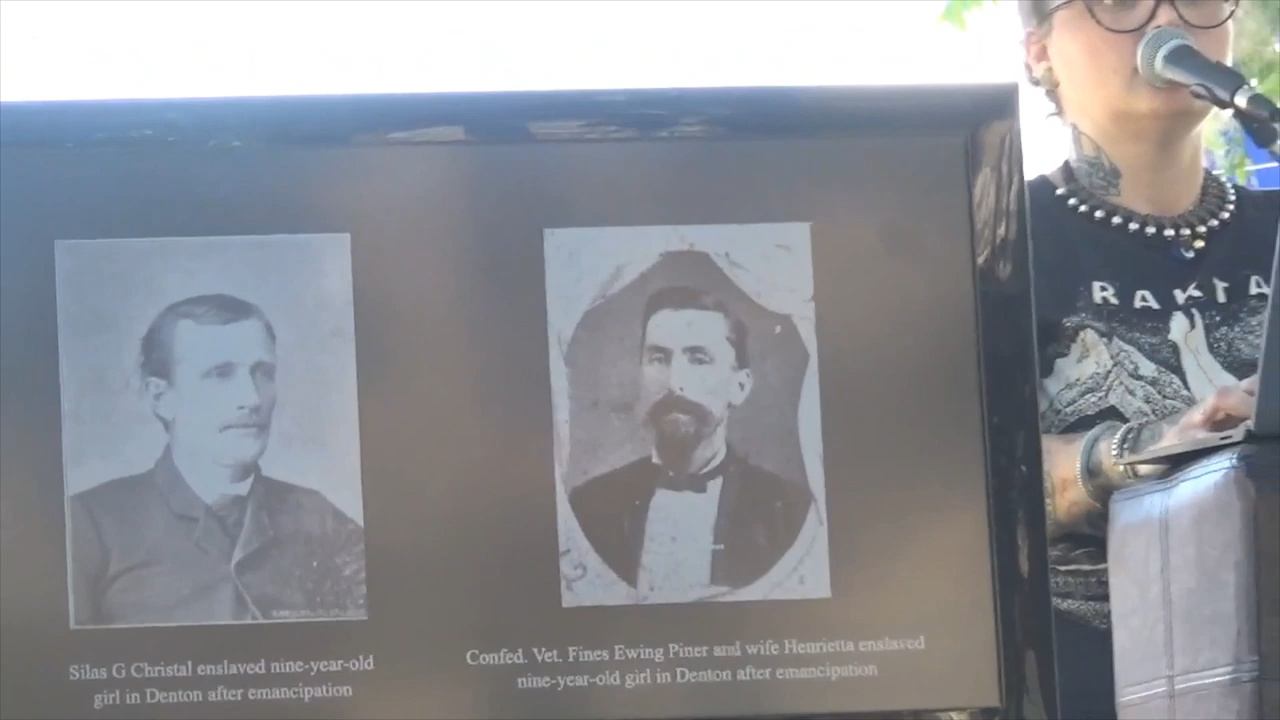 RAKTA
Silas G Christal enslaved nine-year-old
girl in Denton after emancipation
Confed. Vet. Fines Ewing Piner and wife Henrietta enslaved
nine-year-old girl in Denton after emancipation